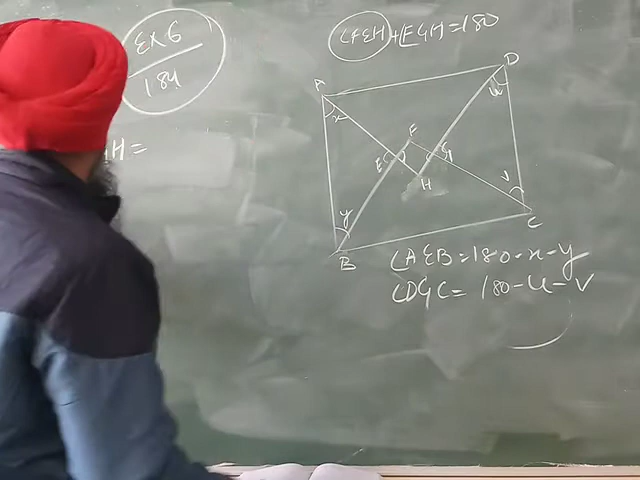 EX 6
184
∠FEH + ∠EGH = 180
H =
A
D
x
u
F
E
G
H
y
v
B
C
∠AEB = 180 - x - y
∠DGC = 180 - u - v